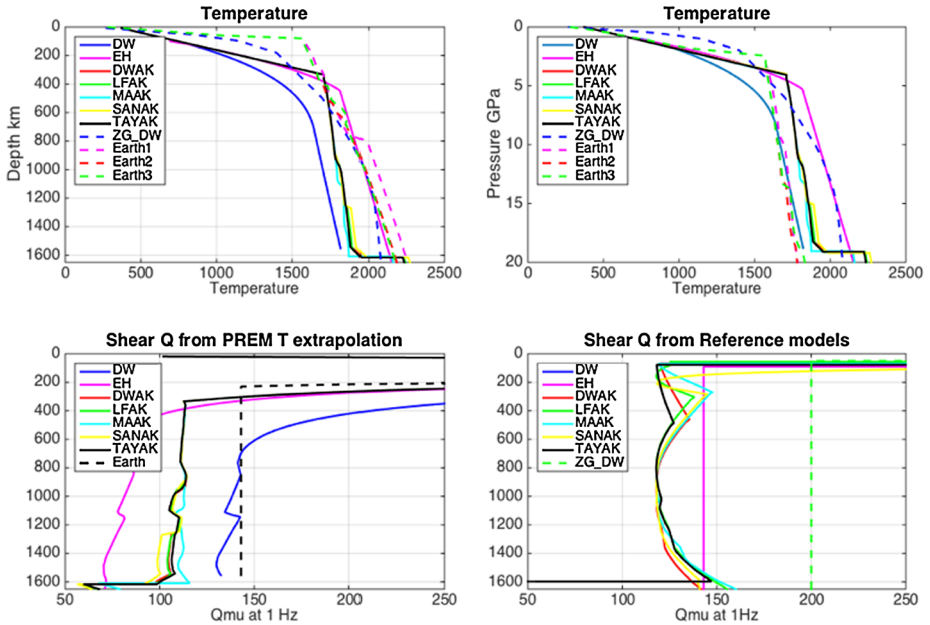 Temperature
Depth km
0
200
400
600
800
1000
1200
1400
1600
DW
EH
DWAK
LFAK
MAAK
SANAK
TAYAK
ZG_DW
Earth1
Earth2
Earth3
0 500 1000 1500 2000 2500
Temperature
Temperature
Pressure GPa
0
5
10
15
20
DW
EH
DWAK
LFAK
MAAK
SANAK
TAYAK
ZG_DW
Earth1
Earth2
Earth3
0 500 1000 1500 2000 2500
Temperature
Shear Q from PREM T extrapolation
0
200
400
600
800
1000
1200
1400
1600
DW
EH
DWAK
LFAK
MAAK
SANAK
TAYAK
Earth
50 100 150 200 250
Qmu at 1 Hz
Shear Q from Reference models
0
200
400
600
800
1000
1200
1400
1600
DW
EH
DWAK
LFAK
MAAK
SANAK
TAYAK
ZG_DW
50 100 150 200 250
Qmu at 1Hz